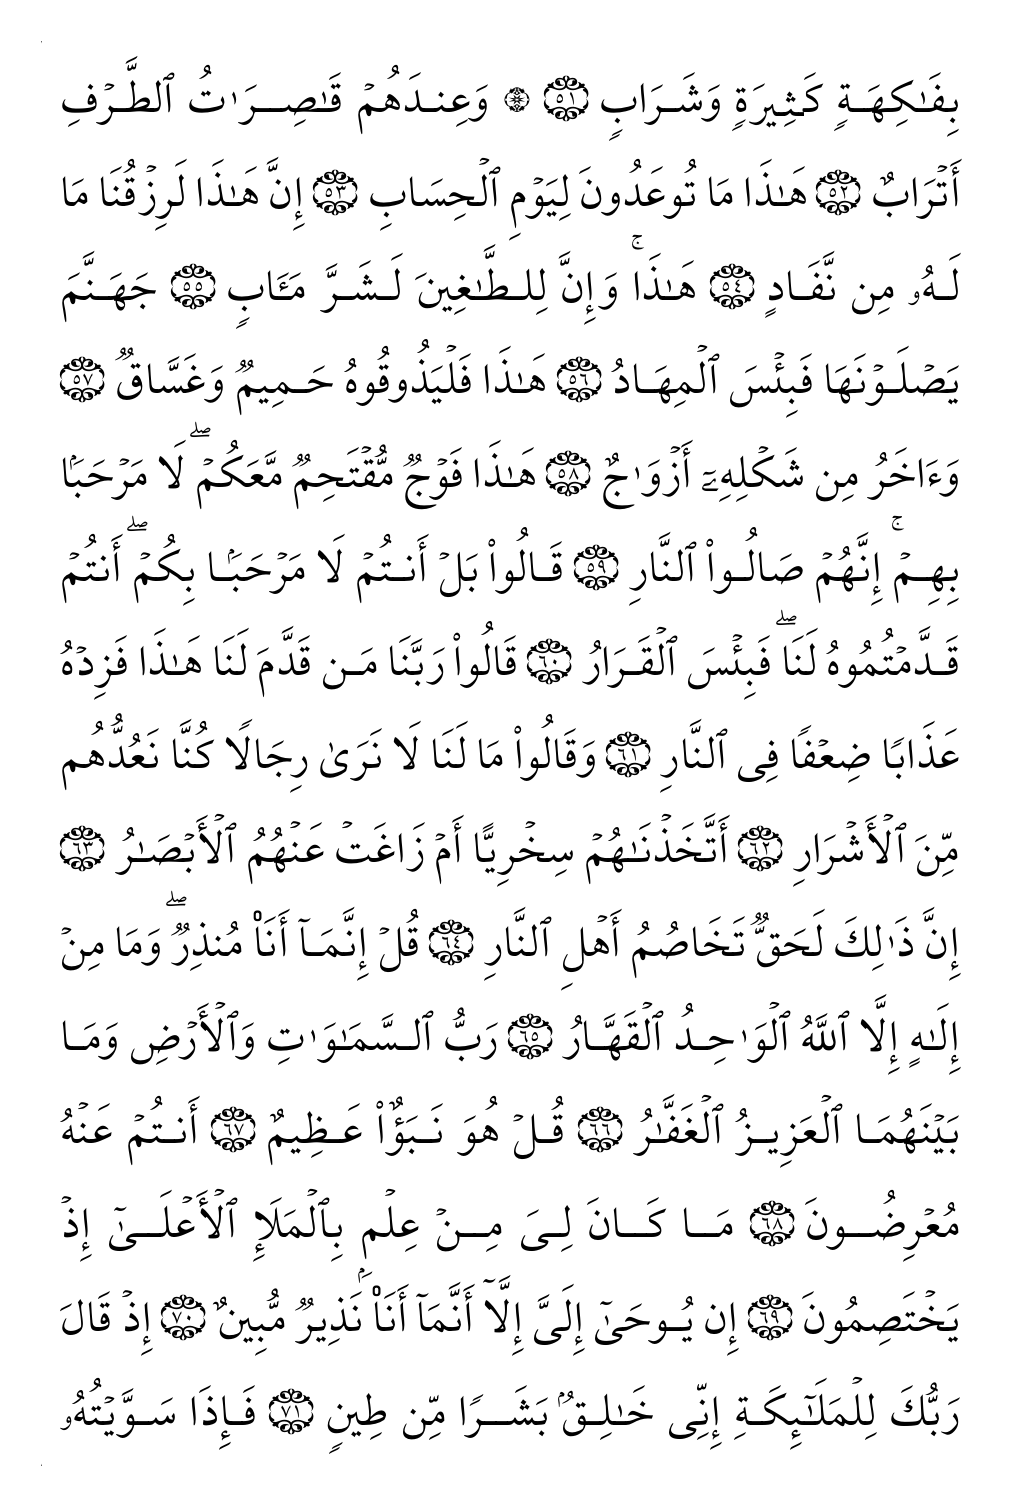 بِفَـٰكِهَةٍ كَثِيرَةٍ وَشَرَابٍ ٥١ ۞ وَعِندَهُمْ قَـٰصِرَٰتُ ٱلطَّرْفِ
أَتْرَابٌ ٥٢ هَـٰذَا مَا تُوعَدُونَ لِيَوْمِ ٱلْحِسَابِ ٥٣ إِنَّ هَـٰذَا لَرِزْقُنَا مَا
لَهُۥ مِن نَّفَادٍ ٥٤ هَـٰذَا ۚ وَإِنَّ لِلطَّـٰغِينَ لَشَرَّ مَـَٔابٍ ٥٥ جَهَنَّمَ
يَصْلَوْنَهَا فَبِئْسَ ٱلْمِهَادُ ٥٦ هَـٰذَا فَلْيَذُوقُوهُ حَمِيمٌ وَغَسَّاقٌ ٥٧
وَءَاخَرُ مِن شَكْلِهِۦٓ أَزْوَٰجٌ ٥٨ هَـٰذَا فَوْجٌ مُّقْتَحِمٌ مَّعَكُمْ ۖ لَا مَرْحَبًۢا
بِهِمْ ۚ إِنَّهُمْ صَالُوا۟ ٱلنَّارِ ٥٩ قَالُوا۟ بَلْ أَنتُمْ لَا مَرْحَبًۢا بِكُمْ ۖ أَنتُمْ
قَدَّمْتُمُوهُ لَنَا ۖ فَبِئْسَ ٱلْقَرَارُ ٦٠ قَالُوا۟ رَبَّنَا مَن قَدَّمَ لَنَا هَـٰذَا فَزِدْهُ
عَذَابًا ضِعْفًا فِى ٱلنَّارِ ٦١ وَقَالُوا۟ مَا لَنَا لَا نَرَىٰ رِجَالًا كُنَّا نَعُدُّهُم
مِّنَ ٱلْأَشْرَارِ ٦٢ أَتَّخَذْنَـٰهُمْ سِخْرِيًّا أَمْ زَاغَتْ عَنْهُمُ ٱلْأَبْصَـٰرُ ٦٣
إِنَّ ذَٰلِكَ لَحَقٌّ تَخَاصُمُ أَهْلِ ٱلنَّارِ ٦٤ قُلْ إِنَّمَآ أَنَا۠ مُنذِرٌ ۖ وَمَا مِنْ
إِلَـٰهٍ إِلَّا ٱللَّهُ ٱلْوَٰحِدُ ٱلْقَهَّارُ ٦٥ رَبُّ ٱلسَّمَـٰوَٰتِ وَٱلْأَرْضِ وَمَا
بَيْنَهُمَا ٱلْعَزِيزُ ٱلْغَفَّـٰرُ ٦٦ قُلْ هُوَ نَبَؤٌا۟ عَظِيمٌ ٦٧ أَنتُمْ عَنْهُ
مُعْرِضُونَ ٦٨ مَا كَانَ لِىَ مِنْ عِلْمٍۭ بِٱلْمَلَإِ ٱلْأَعْلَىٰٓ إِذْ
يَخْتَصِمُونَ ٦٩ إِن يُوحَىٰٓ إِلَىَّ إِلَّآ أَنَّمَآ أَنَا۠ نَذِيرٌ مُّبِينٌ ٧٠ إِذْ قَالَ
رَبُّكَ لِلْمَلَـٰٓئِكَةِ إِنِّى خَـٰلِقٌۢ بَشَرًا مِّن طِينٍ ٧١ فَإِذَا سَوَّيْتُهُۥ